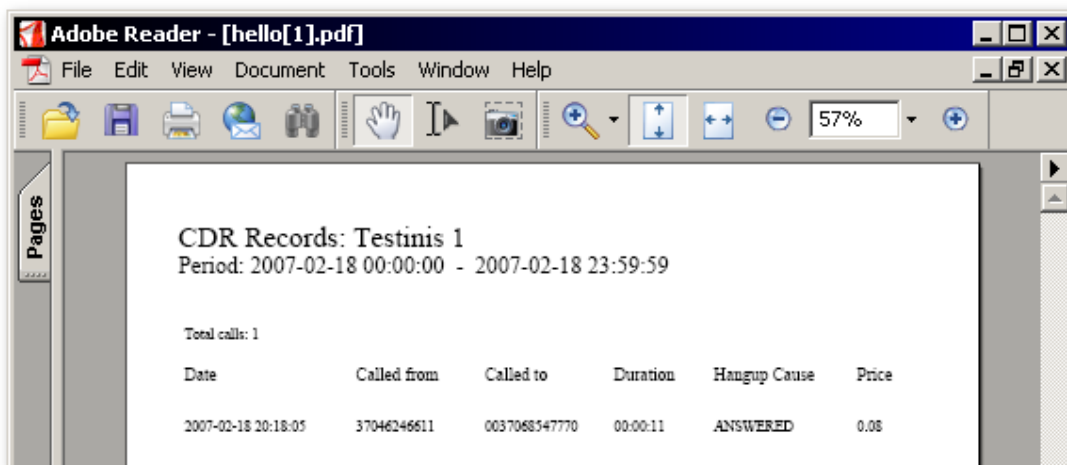 Adobe Reader - [hello[1].pdf]
File Edit View Document Tools Window Help
57%
Pages
CDR Records: Testinis 1
Period: 2007-02-18 00:00:00 - 2007-02-18 23:59:59
Total calls: 1
Date Called from Called to Duration Hangup Cause Price
2007-02-18 20:18:05 37046246611 0037068547770 00:00:11 ANSWERED 0.08